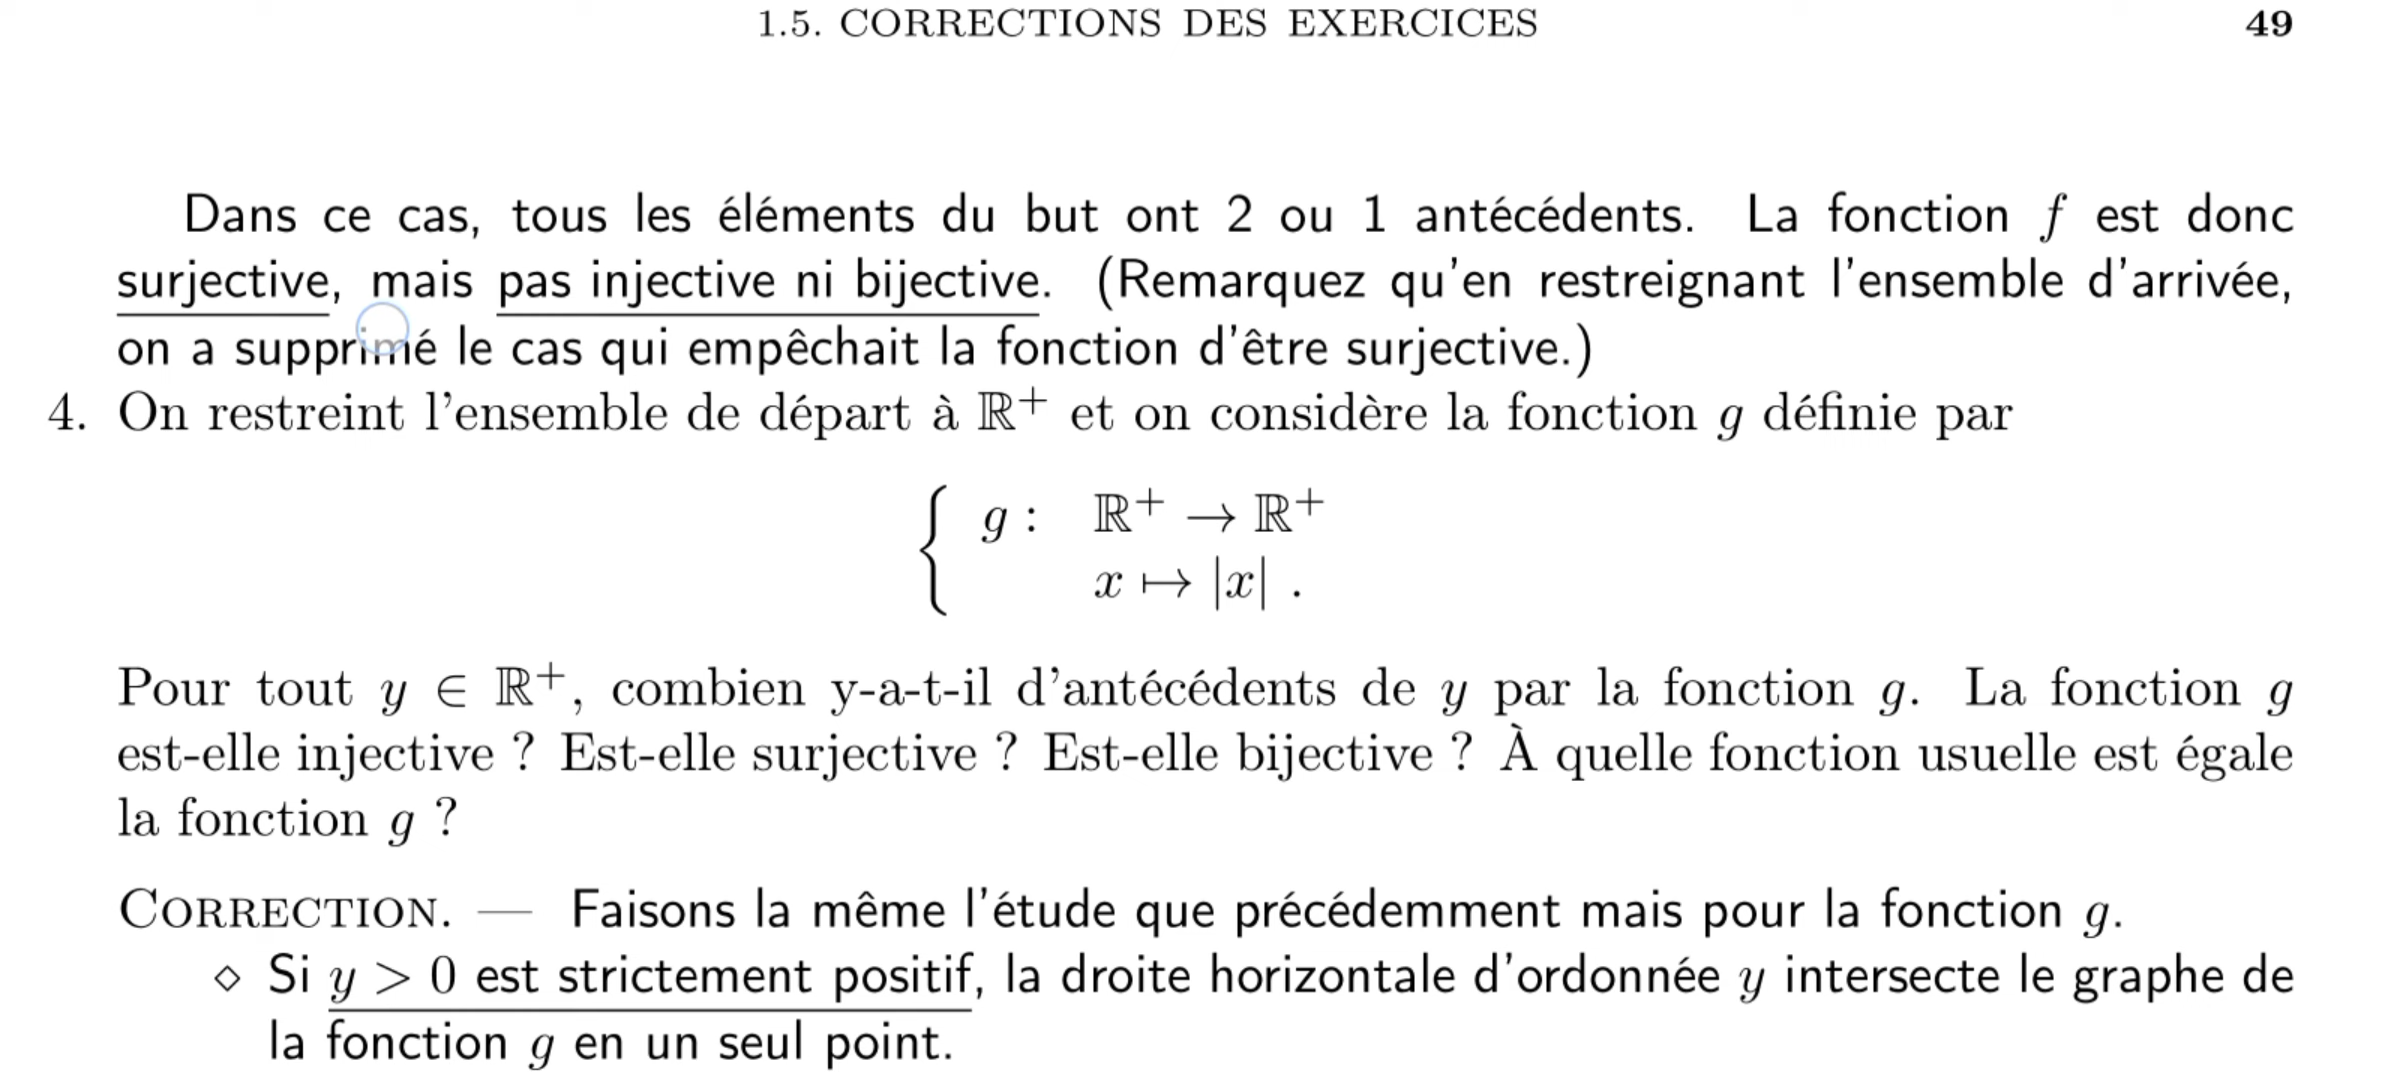 1.5. CORRECTIONS DES EXERCICES 49
Dans ce cas, tous les éléments du but ont 2 ou 1 antécédents. La fonction f est donc
surjective, mais pas injective ni bijective. (Remarquez qu'en restreignant l'ensemble d'arrivée,
on a supprimé le cas qui empêchait la fonction d'être surjective.)
4. On restreint l'ensemble de départ à ℝ⁺ et on considère la fonction g définie par
{ g : ℝ⁺ → ℝ⁺
x ↦ |x| .
Pour tout y ∈ ℝ⁺, combien y-a-t-il d'antécédents de y par la fonction g. La fonction g
est-elle injective ? Est-elle surjective ? Est-elle bijective ? À quelle fonction usuelle est égale
la fonction g ?
CORRECTION. — Faisons la même l'étude que précédemment mais pour la fonction g.
⋄ Si y > 0 est strictement positif, la droite horizontale d'ordonnée y intersecte le graphe de
la fonction g en un seul point.